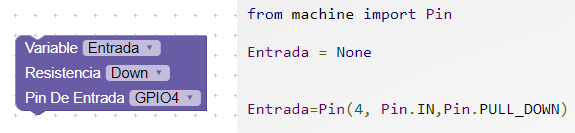 Variable Entrada
Resistencia Down
Pin De Entrada GPIO4
from machine import Pin
Entrada = None
Entrada=Pin(4, Pin.IN,Pin.PULL_DOWN)